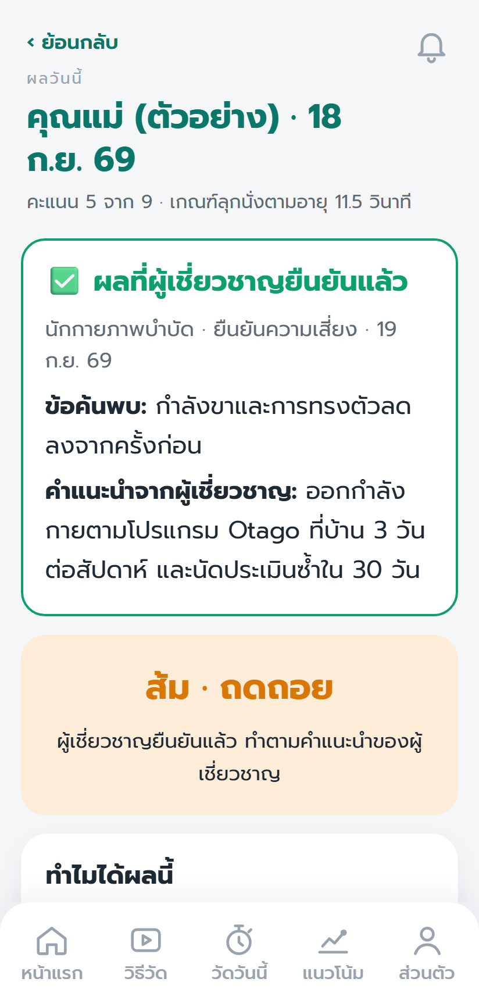 ‹ ย้อนกลับ
ผลวันนี้
คุณแม่ (ตัวอย่าง) · 18
ก.ย. 69
คะแนน 5 จาก 9 · เกณฑ์ลุกนั่งตามอายุ 11.5 วินาที
✅ ผลที่ผู้เชี่ยวชาญยืนยันแล้ว
นักกายภาพบำบัด · ยืนยันความเสี่ยง · 19
ก.ย. 69
ข้อค้นพบ: กำลังขาและการทรงตัวลด
ลงจากครั้งก่อน
คำแนะนำจากผู้เชี่ยวชาญ: ออกกำลัง
กายตามโปรแกรม Otago ที่บ้าน 3 วัน
ต่อสัปดาห์ และนัดประเมินซ้ำใน 30 วัน
ส้ม · ถดถอย
ผู้เชี่ยวชาญยืนยันแล้ว ทำตามคำแนะนำของผู้
เชี่ยวชาญ
ทำไมได้ผลนี้
หน้าแรก วิธีวัด วัดวันนี้ แนวโน้ม ส่วนตัว